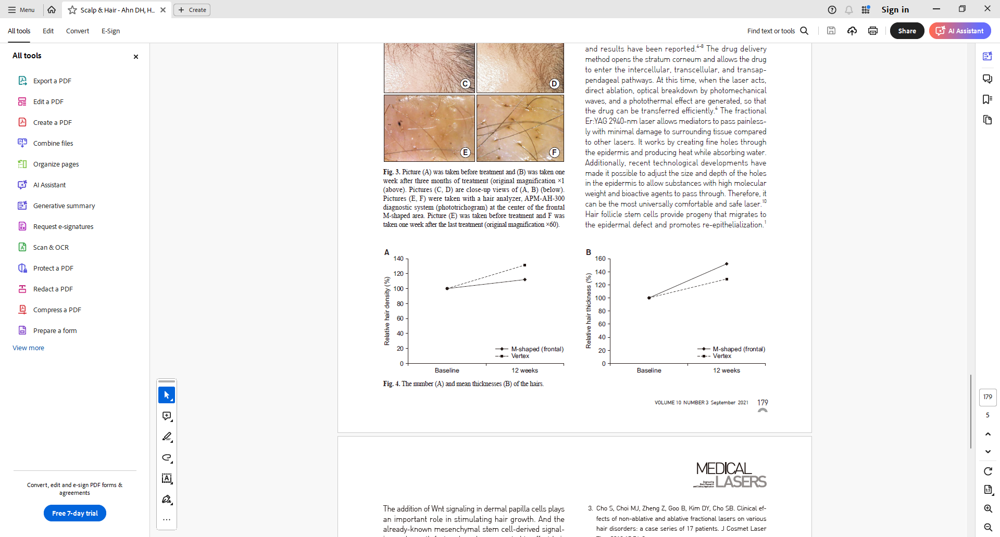 Menu
Scalp & Hair - Ahn DH, H...
Create
Sign in
All tools
Edit
Convert
E-Sign
Find text or tools
Share
AI Assistant
All tools
Export a PDF
Edit a PDF
Create a PDF
Combine files
Organize pages
AI Assistant
Generative summary
Request e-signatures
Scan & OCR
Protect a PDF
Redact a PDF
Compress a PDF
Prepare a form
View more
Convert, edit and e-sign PDF forms &
agreements
Free 7-day trial
C
D
E
F
Fig. 3. Picture (A) was taken before treatment and (B) was taken one
week after three months of treatment (original magnification ×1
(above). Pictures (C, D) are close-up views of (A, B) (below).
Pictures (E, F) were taken with a hair analyzer, APM-AH-300
diagnostic system (phototrichogram) at the center of the frontal
M-shaped area. Picture (E) was taken before treatment and F was
taken one week after the last treatment (original magnification ×60).
and results have been reported.4-8 The drug delivery
method opens the stratum corneum and allows the drug
to enter the intercellular, transcellular, and transap-
pendageal pathways. At this time, when the laser acts,
direct ablation, optical breakdown by photomechanical
waves, and a photothermal effect are generated, so that
the drug can be transferred efficiently.4 The fractional
Er:YAG 2940-nm laser allows mediators to pass painless-
ly with minimal damage to surrounding tissue compared
to other lasers. It works by creating fine holes through
the epidermis and producing heat while absorbing water.
Additionally, recent technological developments have
made it possible to adjust the size and depth of the holes
in the epidermis to allow substances with high molecular
weight and bioactive agents to pass through. Therefore, it
can be the most universally comfortable and safe laser.10
Hair follicle stem cells provide progeny that migrates to
the epidermal defect and promotes re-epithelialization.1
A
Relative hair density (%)
140
120
100
80
60
40
20
0
M-shaped (frontal)
Vertex
Baseline
12 weeks
B
Relative hair thickness (%)
160
140
120
100
80
60
40
20
0
M-shaped (frontal)
Vertex
Baseline
12 weeks
Fig. 4. The number (A) and mean thicknesses (B) of the hairs.
VOLUME 10 NUMBER 3 September 2021 179
MEDICAL
LASERS
Engineering
Basic Research
and Clinical Application
The addition of Wnt signaling in dermal papilla cells plays
an important role in stimulating hair growth. And the
already-known mesenchymal stem cell-derived signal-
3. Cho S, Choi MJ, Zheng Z, Goo B, Kim DY, Cho SB. Clinical ef-
fects of non-ablative and ablative fractional lasers on various
hair disorders: a case series of 17 patients. J Cosmet Laser
179
5